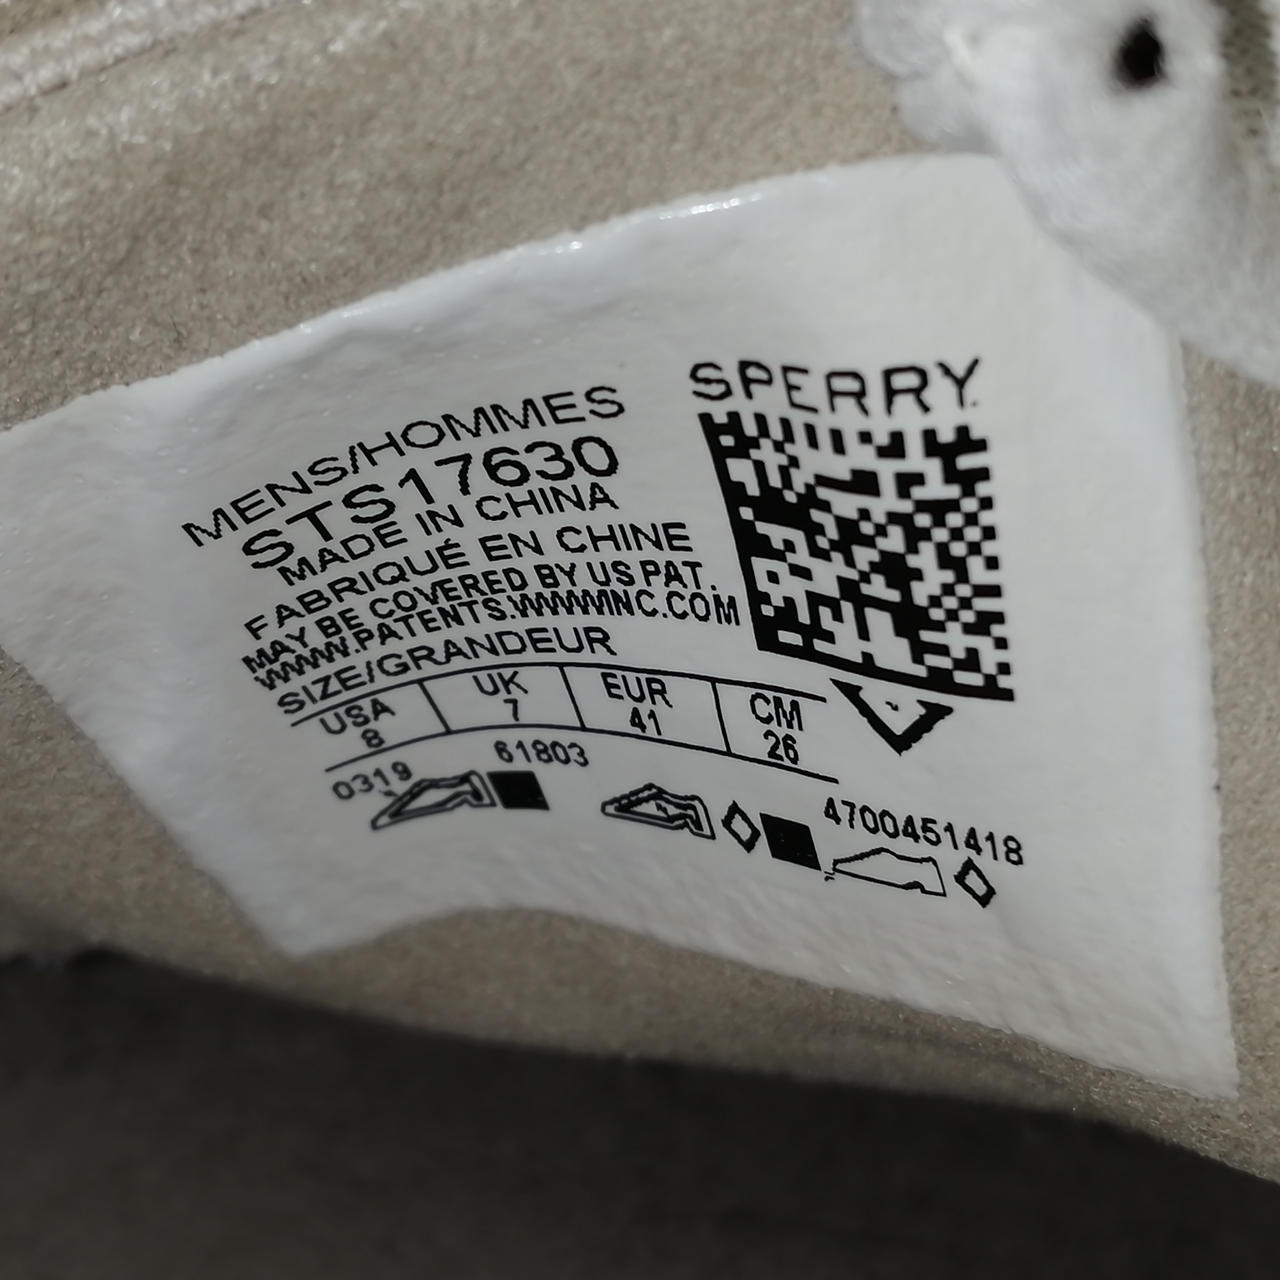 SPERRY
MENS/HOMMES
STS17630
MADE IN CHINA
FABRIQUÉ EN CHINE
MAY BE COVERED BY US PAT.
WWW.PATENTS.WWWINC.COM
SIZE/GRANDEUR
USA UK EUR CM
8 7 41 26
0319 61803
4700451418